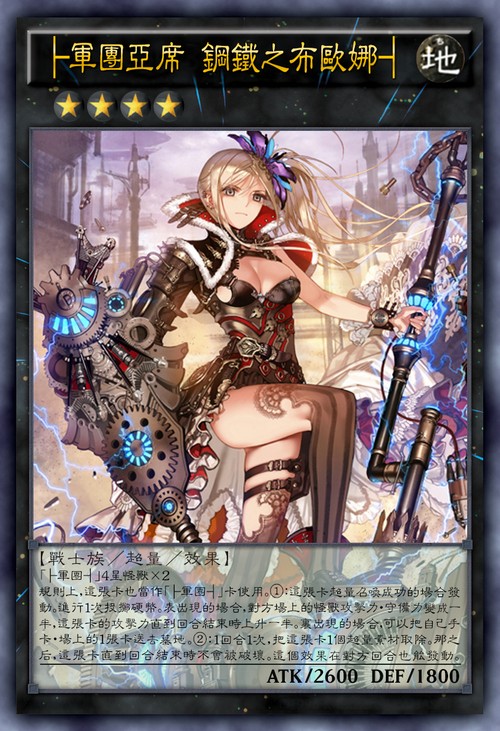 ├軍團亞席 鋼鐵之布歐娜┤
地
【戰士族／超量／效果】
「├軍團┤」4星怪獸×2
規則上，這張卡也當作「├軍團┤」卡使用。①：這張卡超量召喚成功的場合發
動。進行1次投擲硬幣。表出現的場合，對方場上的怪獸攻擊力·守備力變成一
半，這張卡的攻擊力直到回合結束時上升一半。裏出現的場合，可以把自己手
卡·場上的1張卡送去墓地。②：1回合1次，把這張卡1個超量素材取除。那之
后，這張卡直到回合結束時不會被破壞。這個效果在對方回合也能發動。
ATK/2600 DEF/1800